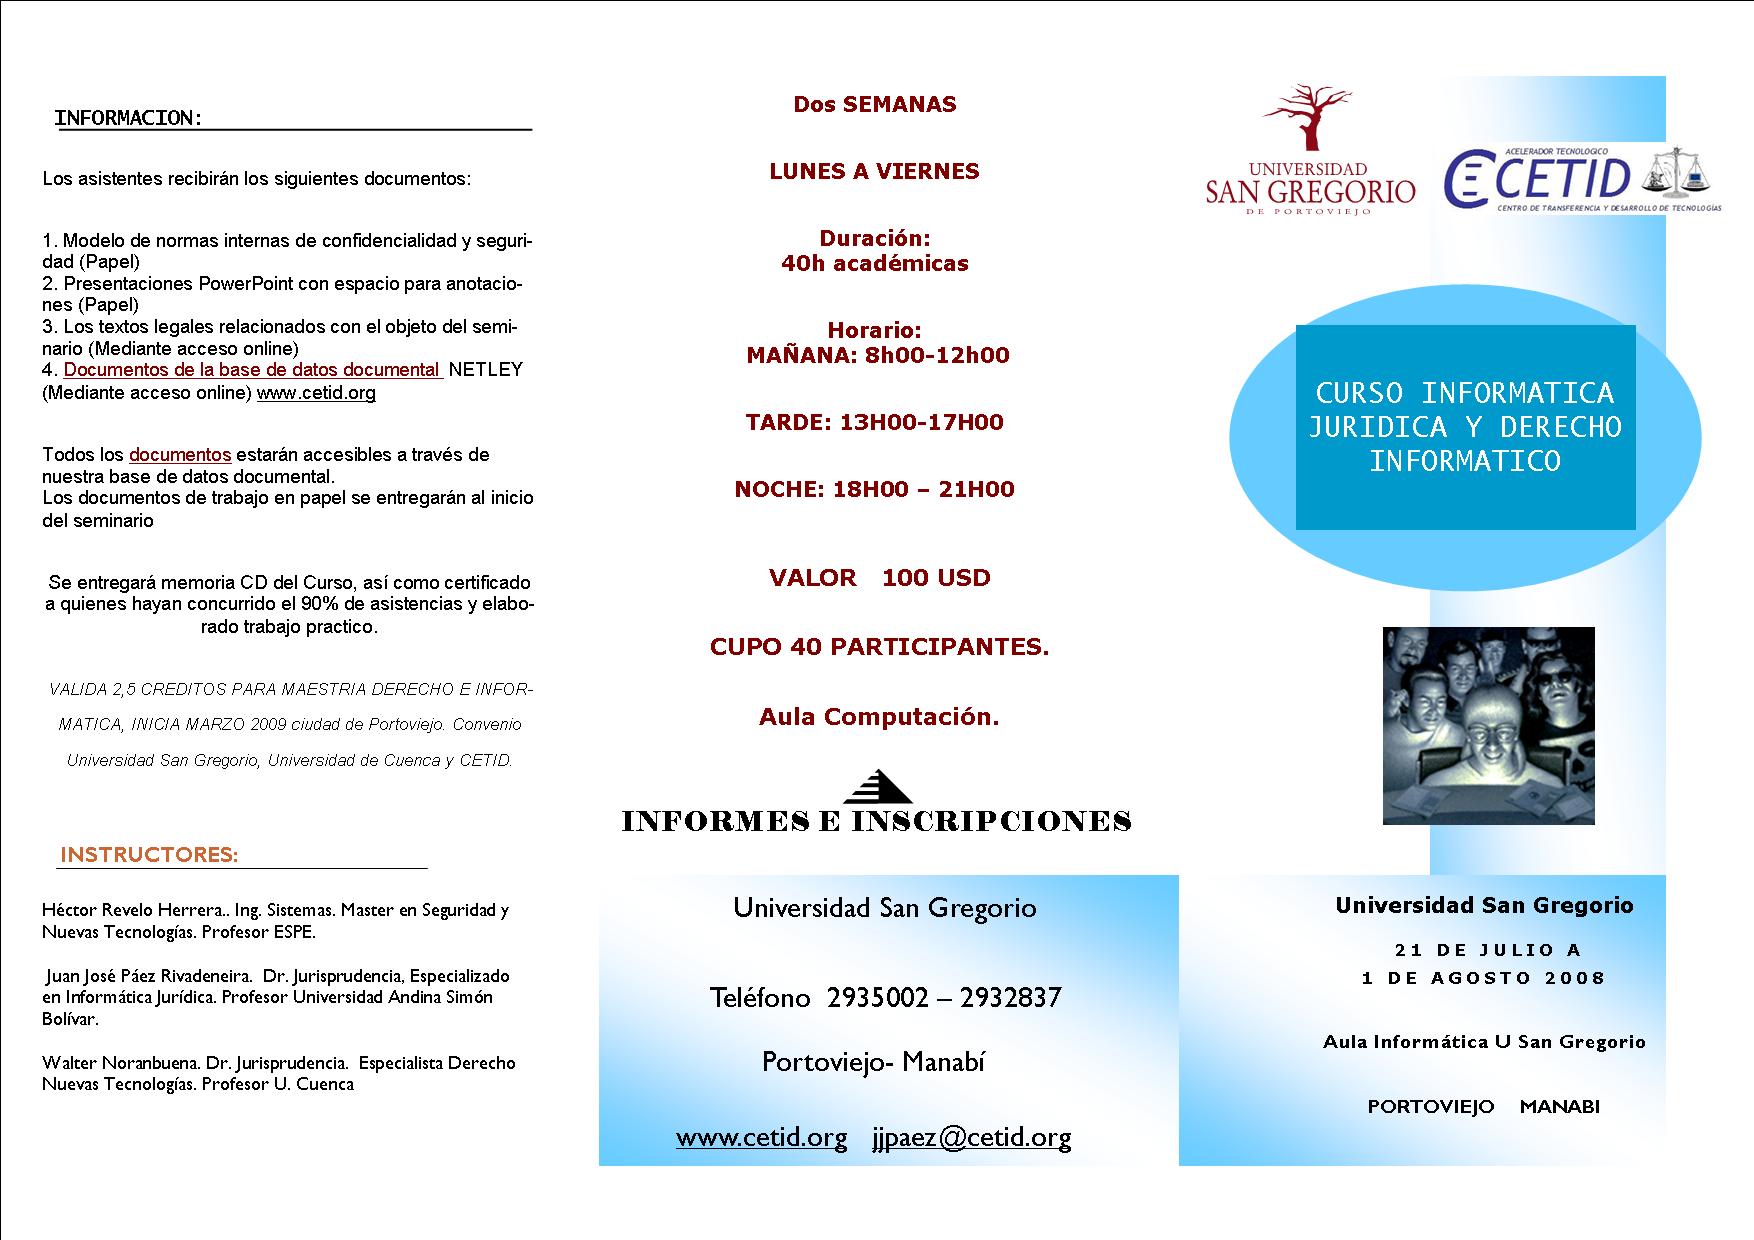 INFORMACION:
Los asistentes recibirán los siguientes documentos:
1. Modelo de normas internas de confidencialidad y seguri-
dad (Papel)
2. Presentaciones PowerPoint con espacio para anotacio-
nes (Papel)
3. Los textos legales relacionados con el objeto del semi-
nario (Mediante acceso online)
4. Documentos de la base de datos documental NETLEY
(Mediante acceso online) www.cetid.org
Todos los documentos estarán accesibles a través de
nuestra base de datos documental.
Los documentos de trabajo en papel se entregarán al inicio
del seminario
Se entregará memoria CD del Curso, así como certificado
a quienes hayan concurrido el 90% de asistencias y elabo-
rado trabajo practico.
VALIDA 2,5 CREDITOS PARA MAESTRIA DERECHO E INFOR-
MATICA, INICIA MARZO 2009 ciudad de Portoviejo. Convenio
Universidad San Gregorio, Universidad de Cuenca y CETID.
INSTRUCTORES:
Héctor Revelo Herrera.. Ing. Sistemas. Master en Seguridad y
Nuevas Tecnologías. Profesor ESPE.
Juan José Páez Rivadeneira. Dr. Jurisprudencia, Especializado
en Informática Jurídica. Profesor Universidad Andina Simón
Bolívar.
Walter Noranbuena. Dr. Jurisprudencia. Especialista Derecho
Nuevas Tecnologías. Profesor U. Cuenca
Dos SEMANAS
LUNES A VIERNES
Duración:
40h académicas
Horario:
MAÑANA: 8h00-12h00
TARDE: 13H00-17H00
NOCHE: 18H00 – 21H00
VALOR 100 USD
CUPO 40 PARTICIPANTES.
Aula Computación.
INFORMES E INSCRIPCIONES
Universidad San Gregorio
Teléfono 2935002 – 2932837
Portoviejo- Manabí
www.cetid.org jjpaez@cetid.org
UNIVERSIDAD
SAN GREGORIO
DE PORTOVIEJO
ACELERADOR TECNOLOGICO
CETID
CENTRO DE TRANSFERENCIA Y DESARROLLO DE TECNOLOGÍAS
CURSO INFORMATICA
JURIDICA Y DERECHO
INFORMATICO
Universidad San Gregorio
21 DE JULIO A
1 DE AGOSTO 2008
Aula Informática U San Gregorio
PORTOVIEJO MANABI